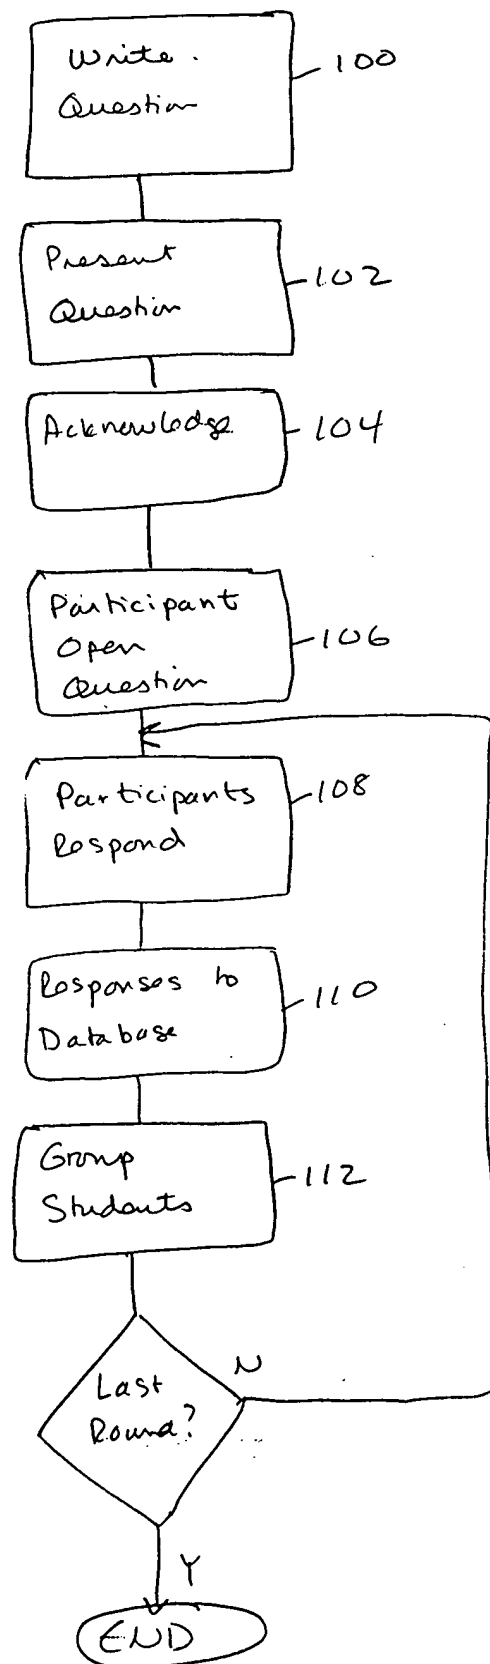 Write.
100
Question
Present
102
Question
Acknowledge
104
Participant
Open
106
Question
Participants
108
Respond
Responses to
110
Database
Group
112
Students
N
Last
Round?
Y
END